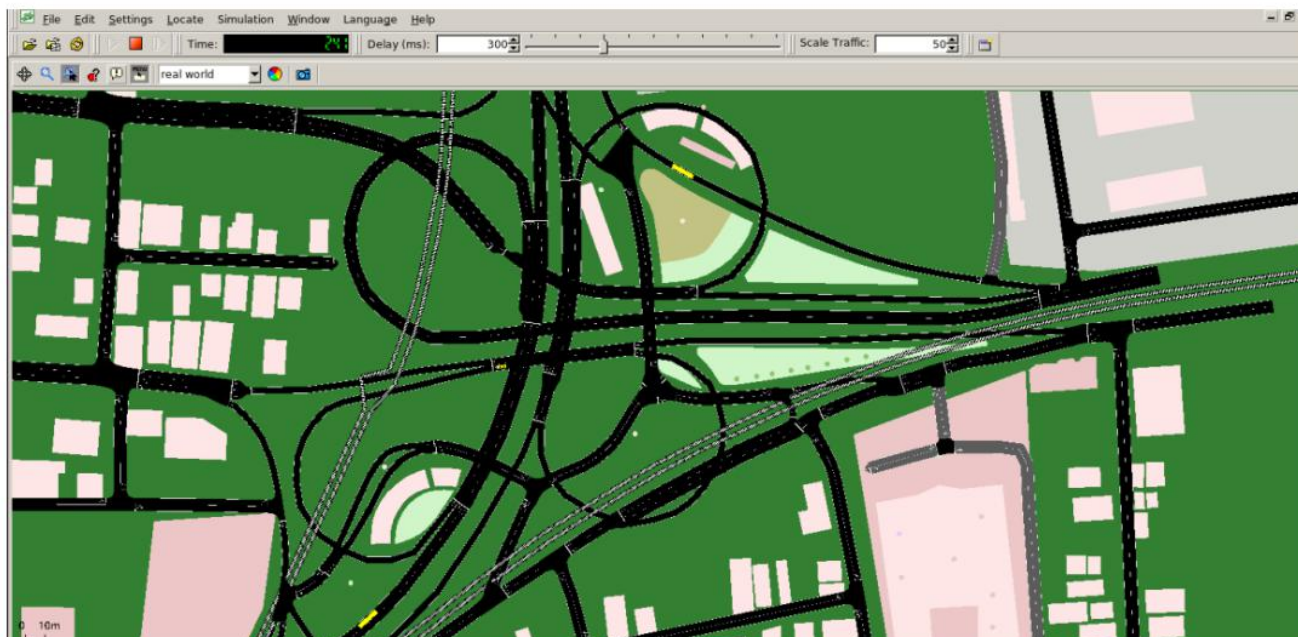 File Edit Settings Locate Simulation Window Language Help
Time: 241 Delay (ms): 300 Scale Traffic: 50
real world
0 10m